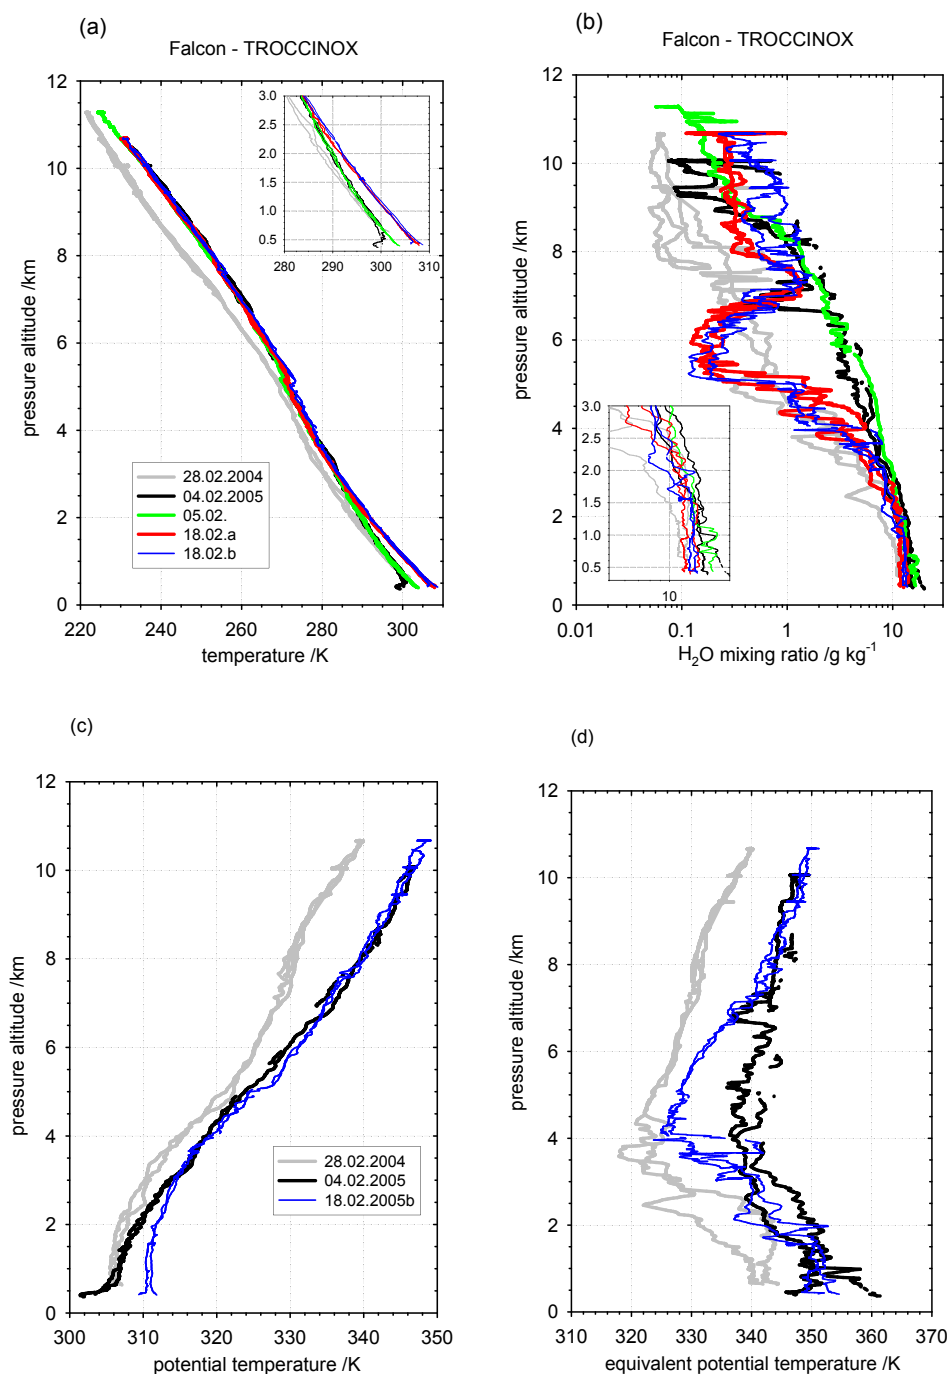 (a)
Falcon - TROCCINOX
12
10
8
6
4
2
0
pressure altitude /km
3.0
2.5
2.0
1.5
1.0
0.5
280 290 300 310
28.02.2004
04.02.2005
05.02.
18.02.a
18.02.b
220 240 260 280 300
temperature /K
(b)
Falcon - TROCCINOX
12
10
8
6
4
2
0
pressure altitude /km
3.0
2.5
2.0
1.5
1.0
0.5
10
0.01 0.1 1 10
H2O mixing ratio /g kg-1
(c)
12
10
8
6
4
2
0
pressure altitude /km
28.02.2004
04.02.2005
18.02.2005b
300 310 320 330 340 350
potential temperature /K
(d)
12
10
8
6
4
2
0
pressure altitude /km
310 320 330 340 350 360 370
equivalent potential temperature /K